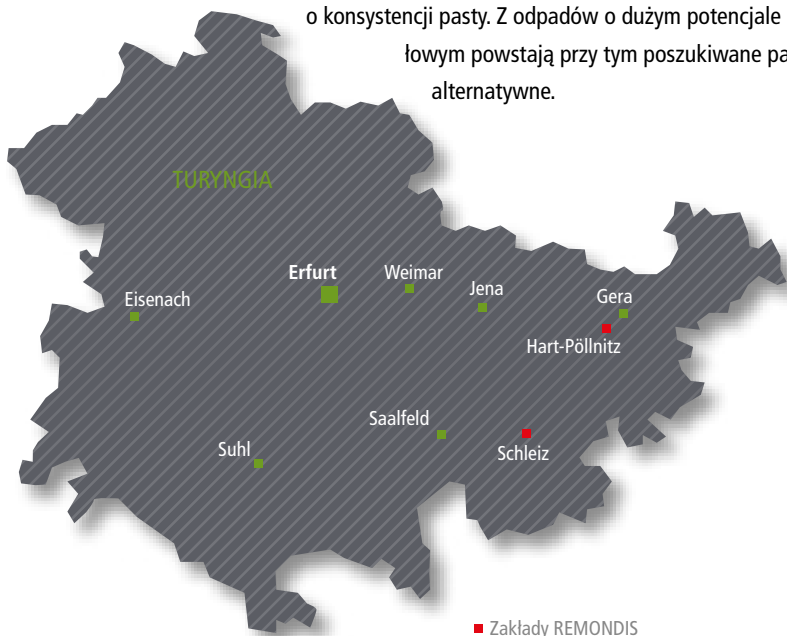 o konsystencji pasty. Z odpadów o dużym potencjale
łowym powstają przy tym poszukiwane pa
alternatywne.
TURYNGIA
Erfurt
Weimar
Jena
Gera
Eisenach
Hart-Pöllnitz
Saalfeld
Suhl
Schleiz
Zakłady REMONDIS